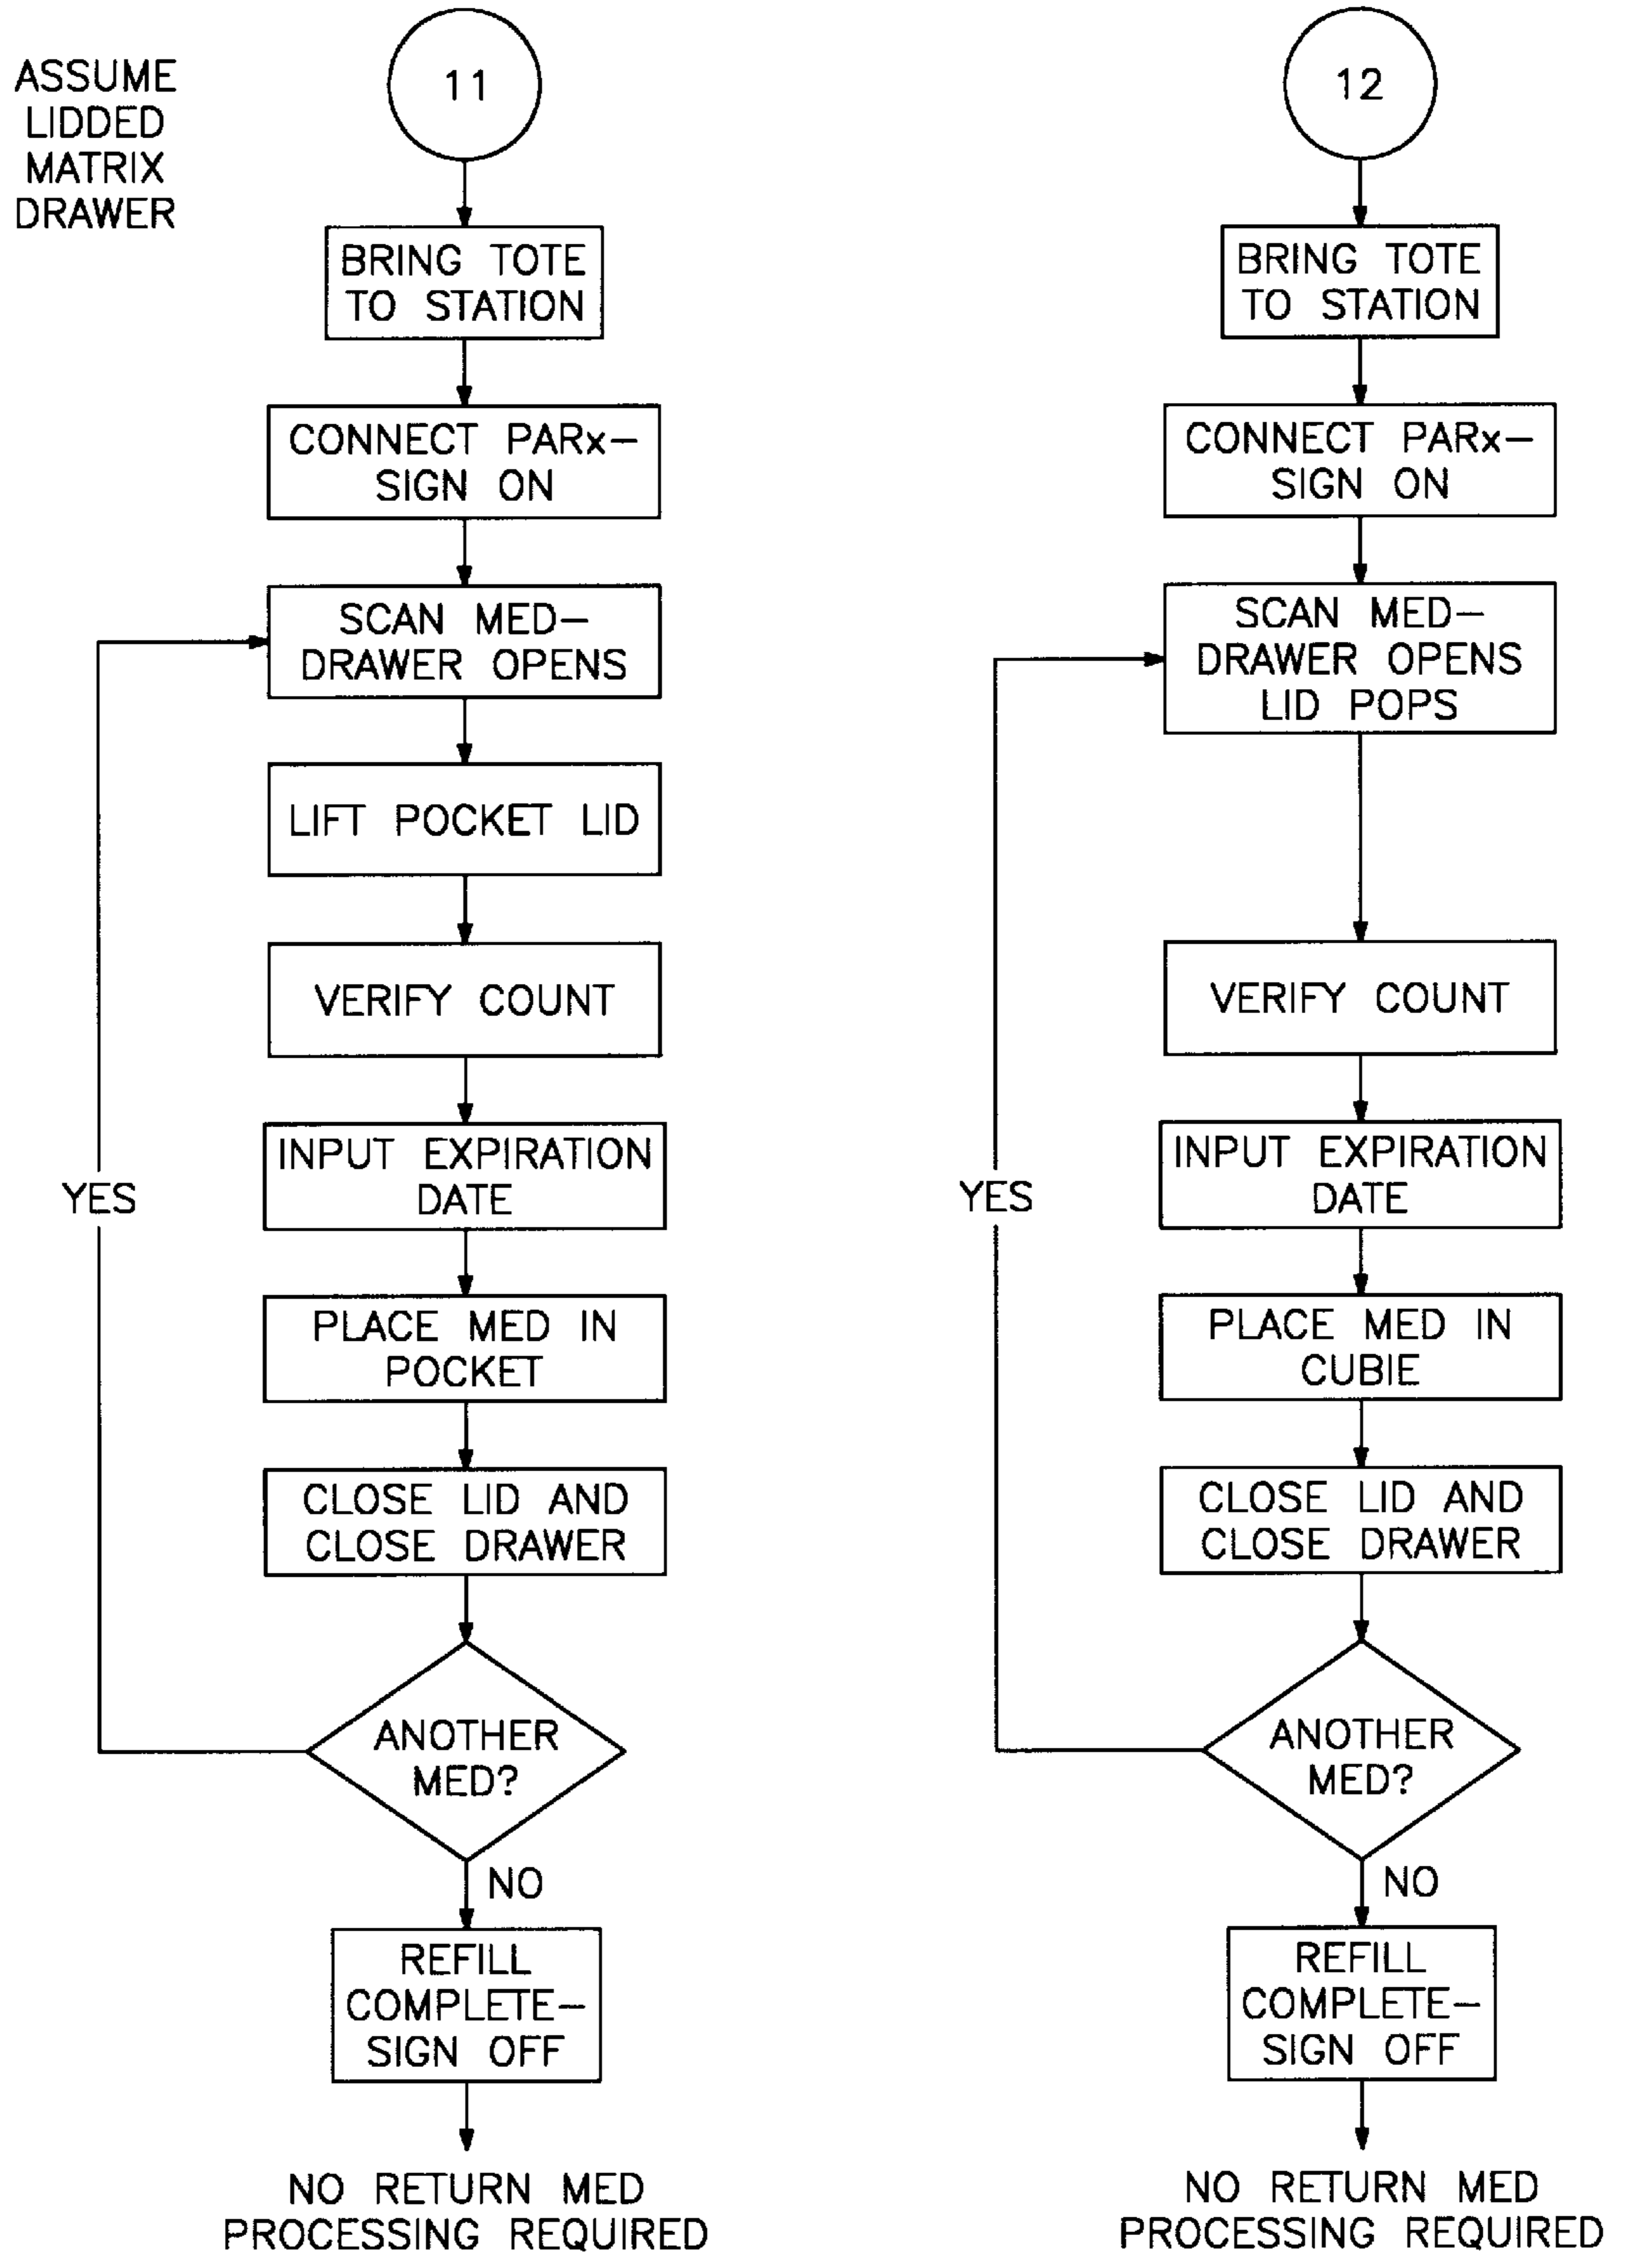 ASSUME
LIDDED
MATRIX
DRAWER
11
BRING TOTE
TO STATION
CONNECT PARx–
SIGN ON
SCAN MED–
DRAWER OPENS
LIFT POCKET LID
VERIFY COUNT
INPUT EXPIRATION
DATE
YES
PLACE MED IN
POCKET
CLOSE LID AND
CLOSE DRAWER
ANOTHER
MED?
NO
REFILL
COMPLETE–
SIGN OFF
NO RETURN MED
PROCESSING REQUIRED
12
BRING TOTE
TO STATION
CONNECT PARx–
SIGN ON
SCAN MED–
DRAWER OPENS
LID POPS
VERIFY COUNT
INPUT EXPIRATION
DATE
YES
PLACE MED IN
CUBIE
CLOSE LID AND
CLOSE DRAWER
ANOTHER
MED?
NO
REFILL
COMPLETE–
SIGN OFF
NO RETURN MED
PROCESSING REQUIRED